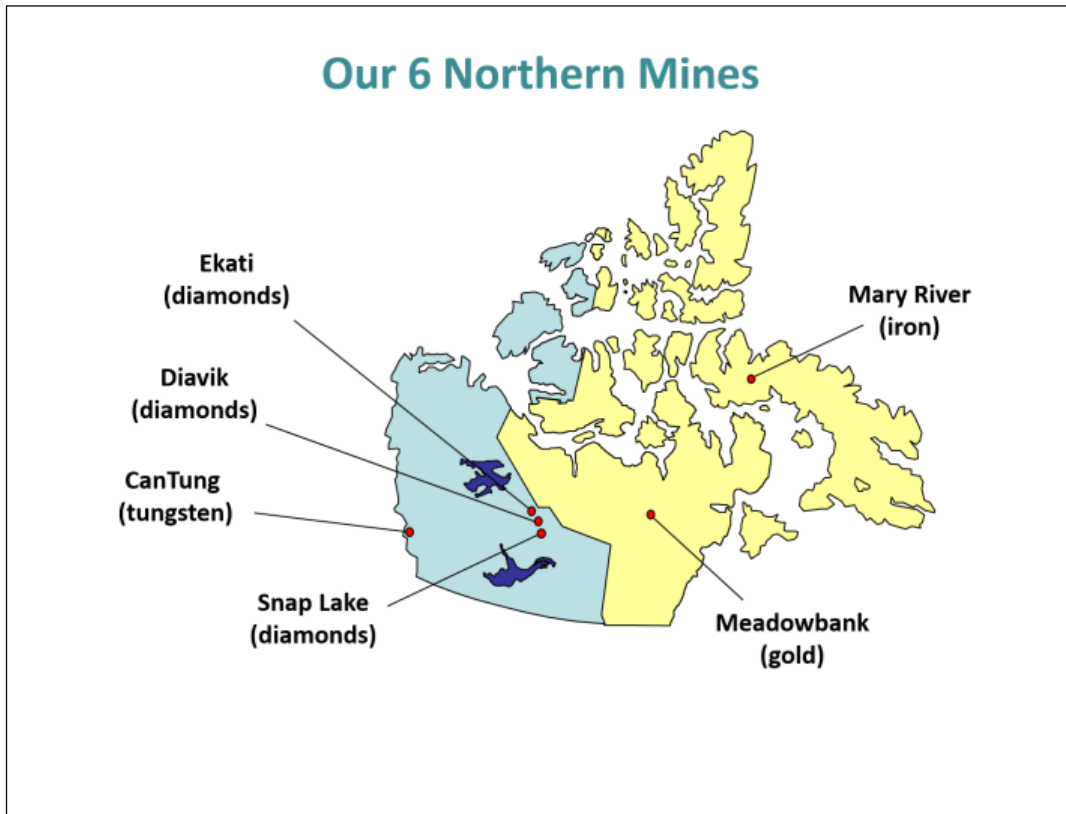 Our 6 Northern Mines
Ekati
(diamonds)
Mary River
(iron)
Diavik
(diamonds)
CanTung
(tungsten)
Snap Lake
(diamonds)
Meadowbank
(gold)